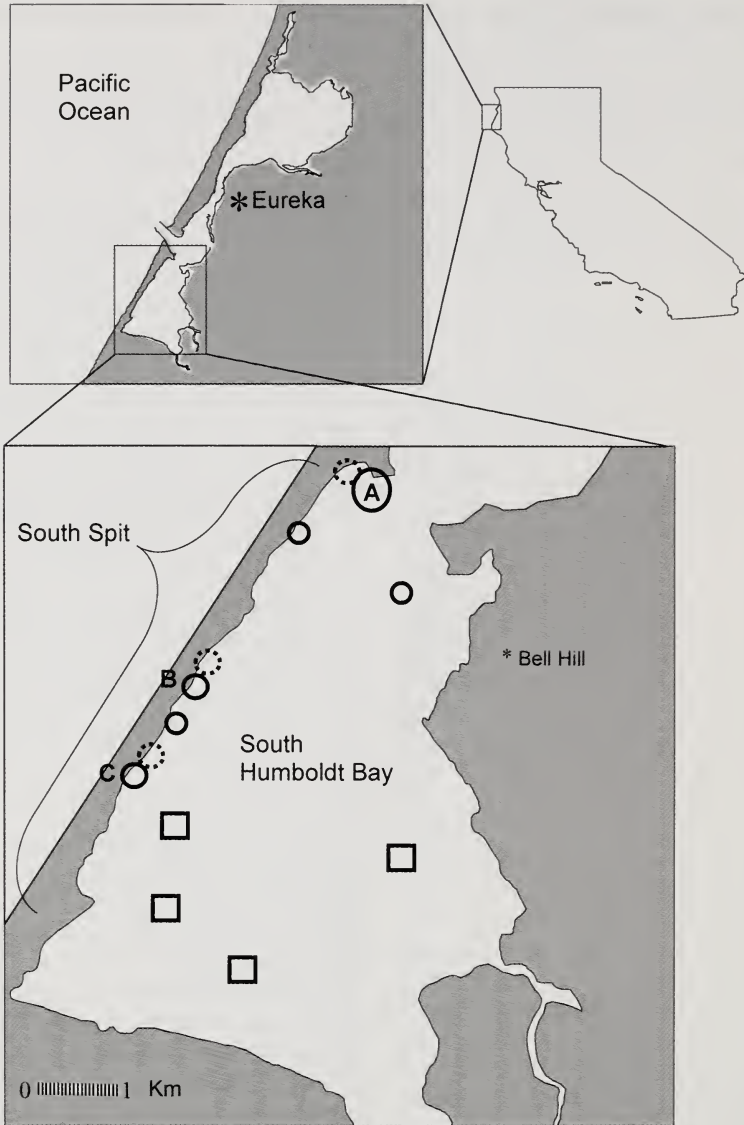 Pacific
Ocean
*Eureka
A
South Spit
* Bell Hill
B
South
Humboldt Bay
C
0 1 Km